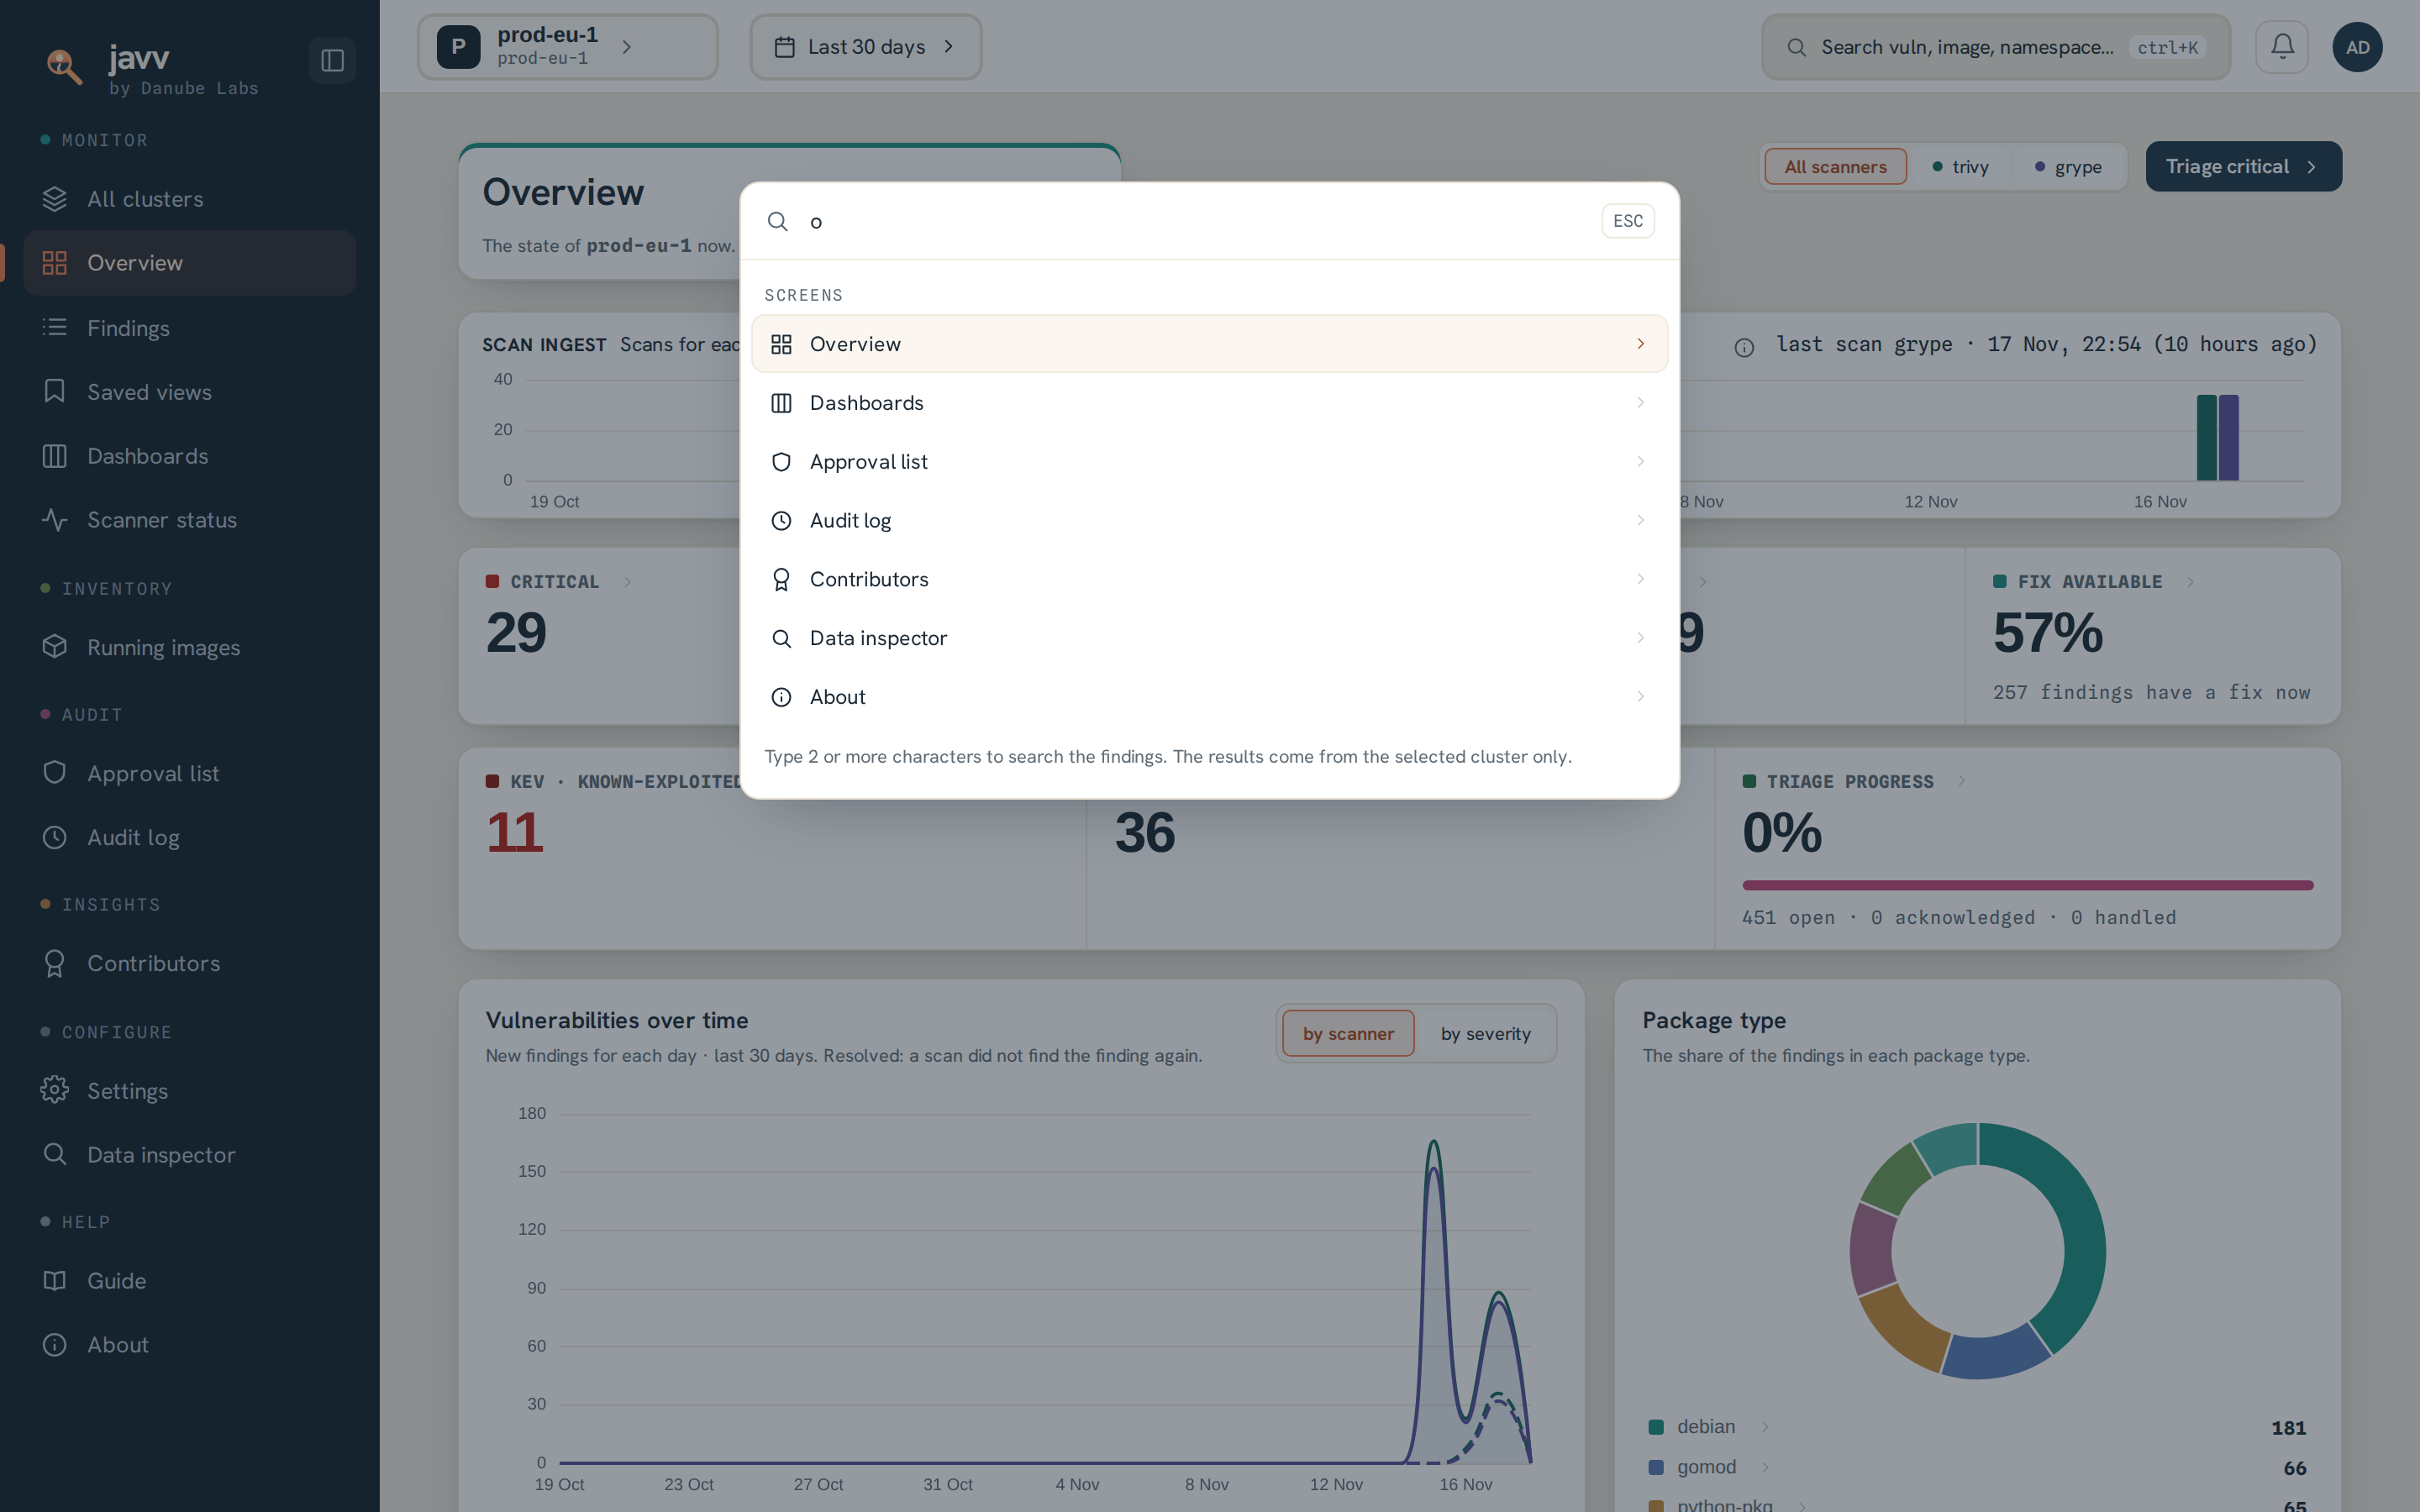 javv
by Danube Labs
MONITOR
All clusters
Overview
Findings
Saved views
Dashboards
Scanner status
INVENTORY
Running images
AUDIT
Approval list
Audit log
INSIGHTS
Contributors
CONFIGURE
Settings
Data inspector
HELP
Guide
About
P
prod-eu-1
prod-eu-1
Last 30 days
Search vuln, image, namespace...
ctrl+K
AD
Overview
The state of prod-eu-1 now.
All scanners
trivy
grype
Triage critical
o
ESC
SCREENS
Overview
Dashboards
Approval list
Audit log
Contributors
Data inspector
About
Type 2 or more characters to search the findings. The results come from the selected cluster only.
SCAN INGEST Scans for
last scan grype · 17 Nov, 22:54 (10 hours ago)
40
20
0
19 Oct
8 Nov
12 Nov
16 Nov
CRITICAL
29
9
FIX AVAILABLE
57%
257 findings have a fix now
KEV · KNOWN-EXPLOITED
11
36
TRIAGE PROGRESS
0%
451 open · 0 acknowledged · 0 handled
Vulnerabilities over time
New findings for each day · last 30 days. Resolved: a scan did not find the finding again.
by scanner
by severity
180
150
120
90
60
30
0
19 Oct
23 Oct
27 Oct
31 Oct
4 Nov
8 Nov
12 Nov
16 Nov
Package type
The share of the findings in each package type.
debian
181
gomod
66
python-pkg
65